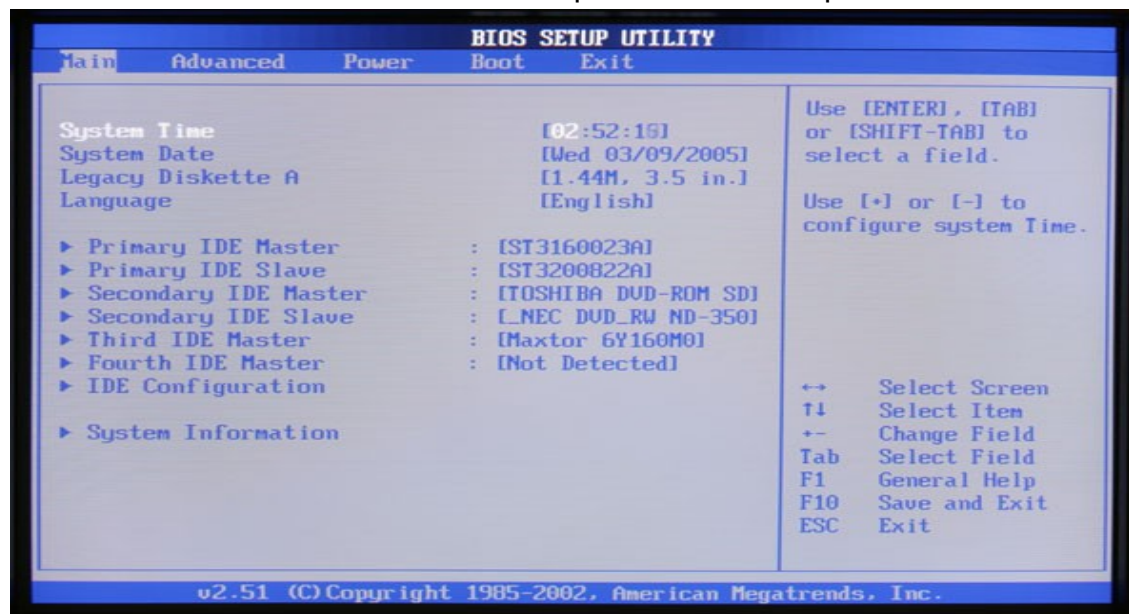 BIOS SETUP UTILITY
Main Advanced Power Boot Exit
System Time [02:52:16]
System Date [Wed 03/09/2005]
Legacy Diskette A [1.44M, 3.5 in.]
Language [English]
▶ Primary IDE Master : [ST3160023A]
▶ Primary IDE Slave : [ST3200822A]
▶ Secondary IDE Master : [TOSHIBA DVD-ROM SD]
▶ Secondary IDE Slave : [_NEC DVD_RW ND-350]
▶ Third IDE Master : [Maxtor 6Y160M0]
▶ Fourth IDE Master : [Not Detected]
▶ IDE Configuration
▶ System Information
Use [ENTER], [TAB]
or [SHIFT-TAB] to
select a field.
Use [+] or [-] to
configure system Time.
↔ Select Screen
↑↓ Select Item
+- Change Field
Tab Select Field
F1 General Help
F10 Save and Exit
ESC Exit
v2.51 (C)Copyright 1985-2002, American Megatrends, Inc.